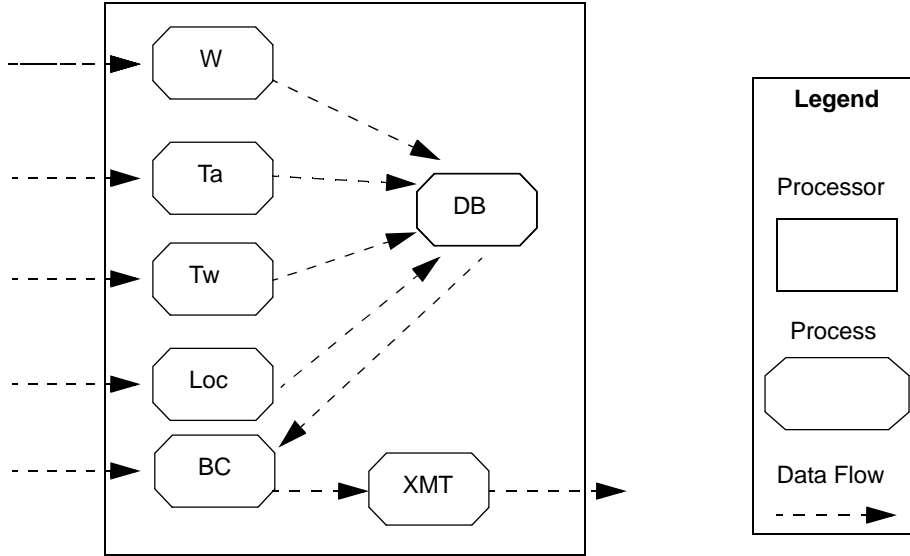 W
Ta
Tw
Loc
BC
DB
XMT
Legend
Processor
Process
Data Flow